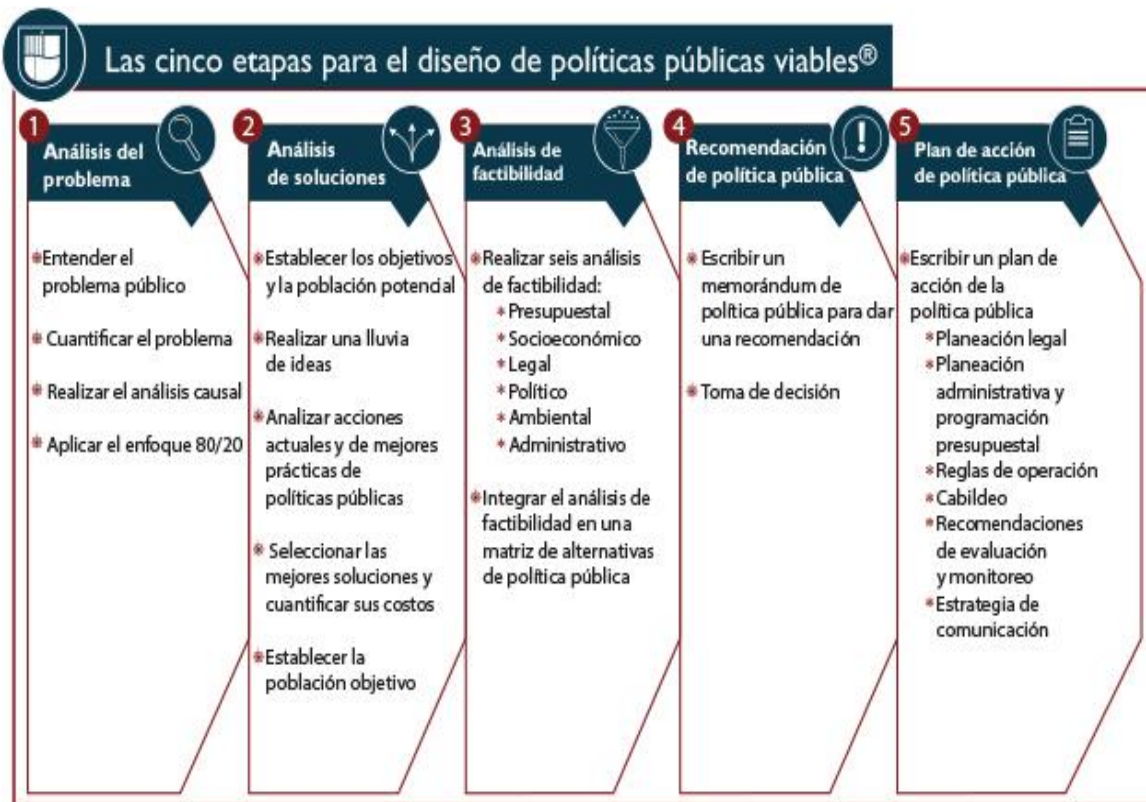 Las cinco etapas para el diseño de políticas públicas viables®
1
Análisis del
problema
*Entender el
problema público
* Cuantificar el problema
* Realizar el análisis causal
* Aplicar el enfoque 80/20
2
Análisis
de soluciones
*Establecer los objetivos
y la población potencial
*Realizar una lluvia
de ideas
*Analizar acciones
actuales y de mejores
prácticas de
políticas públicas
* Seleccionar las
mejores soluciones y
cuantificar sus costos
*Establecer la
población objetivo
3
Análisis de
factibilidad
*Realizar seis análisis
de factibilidad:
*Presupuestal
*Socioeconómico
*Legal
*Político
*Ambiental
*Administrativo
*Integrar el análisis de
factibilidad en una
matriz de alternativas
de política pública
4
Recomendación
de política pública
* Escribir un
memorándum de
política pública para dar
una recomendación
* Toma de decisión
5
Plan de acción
de política pública
*Escribir un plan de
acción de la
política pública
*Planeación legal
*Planeación
administrativa y
programación
presupuestal
*Reglas de operación
*Cabildeo
*Recomendaciones
de evaluación
y monitoreo
*Estrategia de
comunicación